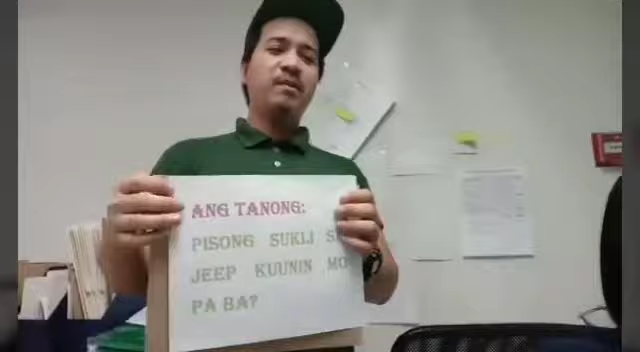 ANG TANONG:
PISONG SUKLI SA
JEEP KUUNIN MO
PA BA?